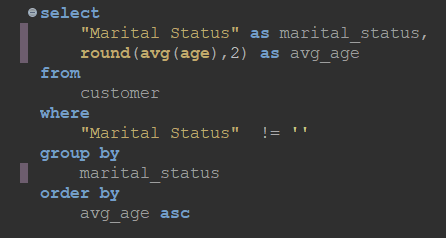 select
"Marital Status" as marital_status,
round(avg(age),2) as avg_age
from
customer
where
"Marital Status"  != ''
group by
marital_status
order by
avg_age asc